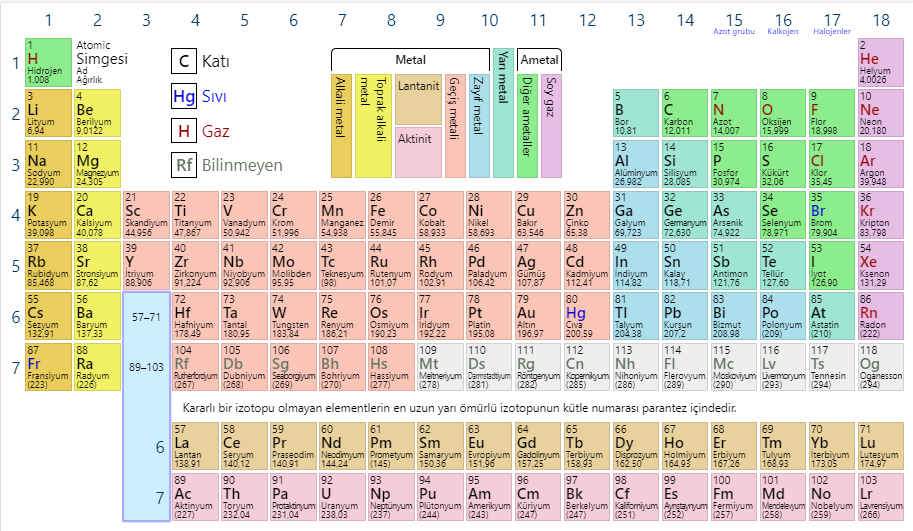 1 2 3 4 5 6 7 8 9 10 11 12 13 14 15 16 17 18
Azot grubu Kalkojen Halojenler
1
1 H Hidrojen 1,008
Atomic
Simgesi
Ad
Ağırlık
C Katı
Hg Sıvı
H Gaz
Rf Bilinmeyen
Metal
Yarı metal
Ametal
Alkali metal
Toprak alkali metal
Lantanit
Aktinit
Geçiş metali
Zayıf metal
Diğer ametaller
Soy gaz
2 He Helyum 4,0026
2
3 Li Lityum 6,94
4 Be Berilyum 9,0122
5 B Bor 10,81
6 C Karbon 12,011
7 N Azot 14,007
8 O Oksijen 15,999
9 F Flor 18,998
10 Ne Neon 20,180
3
11 Na Sodyum 22,990
12 Mg Magnezyum 24,305
13 Al Alüminyum 26,982
14 Si Silisyum 28,085
15 P Fosfor 30,974
16 S Kükürt 32,06
17 Cl Klor 35,45
18 Ar Argon 39,948
4
19 K Potasyum 39,098
20 Ca Kalsiyum 40,078
21 Sc Skandiyum 44,956
22 Ti Titanyum 47,867
23 V Vanadyum 50,942
24 Cr Krom 51,996
25 Mn Manganez 54,938
26 Fe Demir 55,845
27 Co Kobalt 58,933
28 Ni Nikel 58,693
29 Cu Bakır 63,546
30 Zn Çinko 65,38
31 Ga Galyum 69,723
32 Ge Germanyum 72,630
33 As Arsenik 74,922
34 Se Selenyum 78,971
35 Br Brom 79,904
36 Kr Kripton 83,798
5
37 Rb Rubidyum 85,468
38 Sr Stronsiyum 87,62
39 Y İtriyum 88,906
40 Zr Zirkonyum 91,224
41 Nb Niyobyum 92,906
42 Mo Molibden 95,95
43 Tc Teknesyum (98)
44 Ru Rutenyum 101,07
45 Rh Rodyum 102,91
46 Pd Paladyum 106,42
47 Ag Gümüş 107,87
48 Cd Kadmiyum 112,41
49 In İndiyum 114,82
50 Sn Kalay 118,71
51 Sb Antimon 121,76
52 Te Tellür 127,60
53 I İyot 126,90
54 Xe Ksenon 131,29
6
55 Cs Sezyum 132,91
56 Ba Baryum 137,33
57–71
72 Hf Hafniyum 178,49
73 Ta Tantal 180,95
74 W Tungsten 183,84
75 Re Renyum 186,21
76 Os Osmiyum 190,23
77 Ir İridyum 192,22
78 Pt Platin 195,08
79 Au Altın 196,97
80 Hg Cıva 200,59
81 Tl Talyum 204,38
82 Pb Kurşun 207,2
83 Bi Bizmut 208,98
84 Po Polonyum (209)
85 At Astatin (210)
86 Rn Radon (222)
7
87 Fr Fransiyum (223)
88 Ra Radyum (226)
89–103
104 Rf Rutherfordiyum (267)
105 Db Dubniyum (268)
106 Sg Seaborgiyum (269)
107 Bh Bohriyum (270)
108 Hs Hassiyum (277)
109 Mt Meitneriyum (278)
110 Ds Darmstadtiyum (281)
111 Rg Röntgenyum (282)
112 Cn Kopernikyum (285)
113 Nh Nihoniyum (286)
114 Fl Flerovyum (289)
115 Mc Moskoviyum (290)
116 Lv Livermoryum (293)
117 Ts Tennesin (294)
118 Og Oganesson (294)
Kararlı bir izotopu olmayan elementlerin en uzun yarı ömürlü izotopunun kütle numarası parantez içindedir.
6
57 La Lantan 138,91
58 Ce Seryum 140,12
59 Pr Praseodim 140,91
60 Nd Neodimyum 144,24
61 Pm Prometyum (145)
62 Sm Samaryum 150,36
63 Eu Evropiyum 151,96
64 Gd Gadolinyum 157,25
65 Tb Terbiyum 158,93
66 Dy Disprozyum 162,50
67 Ho Holmiyum 164,93
68 Er Erbiyum 167,26
69 Tm Tulyum 168,93
70 Yb İterbiyum 173,05
71 Lu Lutesyum 174,97
7
89 Ac Aktinyum (227)
90 Th Toryum 232,04
91 Pa Protaktinyum 231,04
92 U Uranyum 238,03
93 Np Neptünyum (237)
94 Pu Plütonyum (244)
95 Am Amerikyum (243)
96 Cm Küriyum (247)
97 Bk Berkelyum (247)
98 Cf Kaliforniyum (251)
99 Es Aynştaynyum (252)
100 Fm Fermiyum (257)
101 Md Mendelevyum (258)
102 No Nobelyum (259)
103 Lr Lavrensiyum (266)